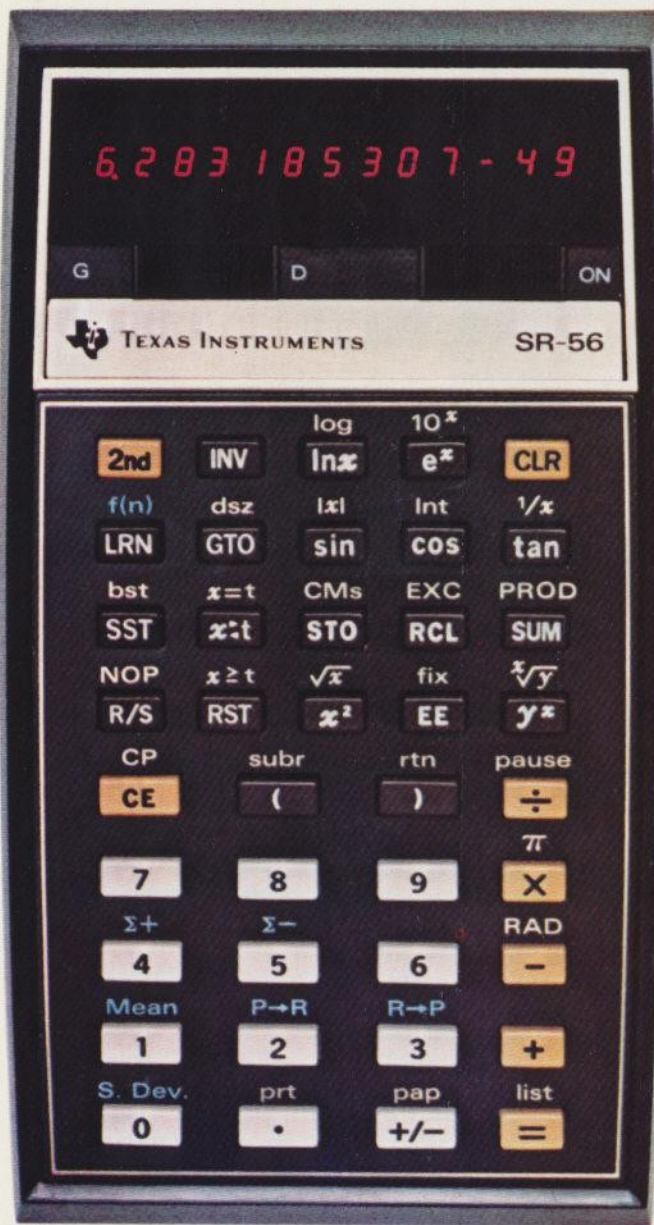 6.283185307-49
G D ON
TEXAS INSTRUMENTS SR-56
log 10ˣ
2nd INV lnx eˣ CLR
f(n) dsz |x| Int 1/x
LRN GTO sin cos tan
bst x=t CMs EXC PROD
SST x:t STO RCL SUM
NOP x≥t √x fix ˣ√y
R/S RST x² EE yˣ
CP subr rtn pause
CE ( ) ÷
π
7 8 9 ×
Σ+ Σ− RAD
4 5 6 −
Mean P→R R→P
1 2 3 +
S. Dev. prt pap list
0 . +/− =